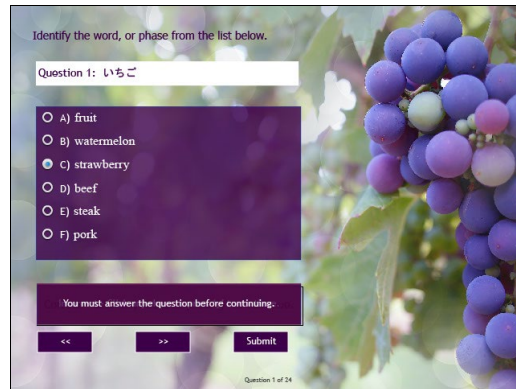 Identify the word, or phase from the list below.
Question 1: いちご
A) fruit
B) watermelon
C) strawberry
D) beef
E) steak
F) pork
You must answer the question before continuing.
<< >> Submit
Question 1 of 24